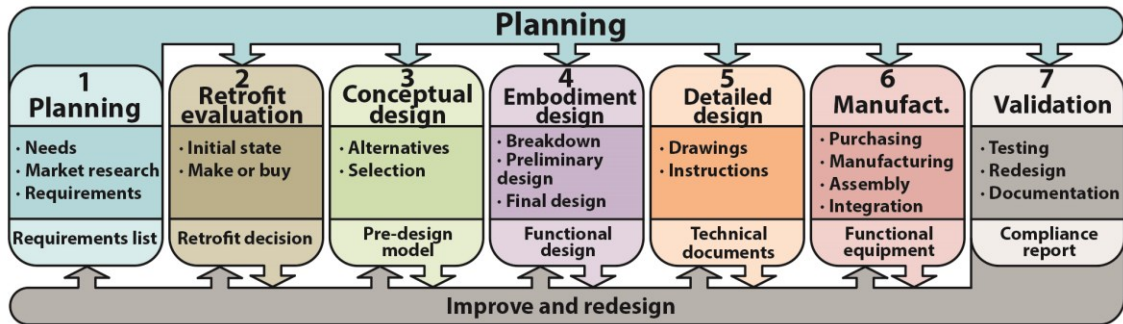 Planning
1
Planning
· Needs
· Market research
· Requirements
Requirements list
2
Retrofit
evaluation
· Initial state
· Make or buy
Retrofit decision
3
Conceptual
design
· Alternatives
· Selection
Pre-design
model
4
Embodiment
design
· Breakdown
· Preliminary
design
· Final design
Functional
design
5
Detailed
design
· Drawings
· Instructions
Technical
documents
6
Manufact.
· Purchasing
· Manufacturing
· Assembly
· Integration
Functional
equipment
7
Validation
· Testing
· Redesign
· Documentation
Compliance
report
Improve and redesign